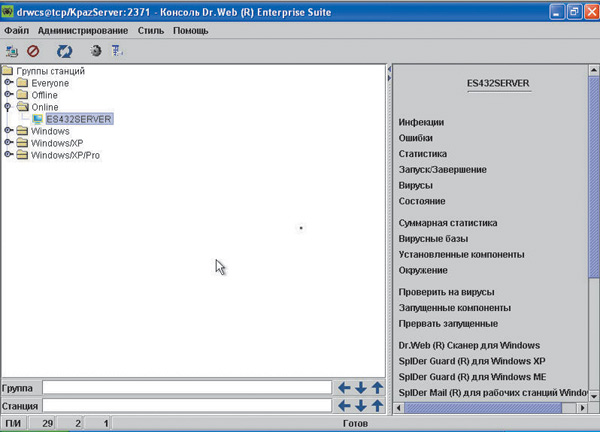 drwcs@tcp/KpazServer:2371 - Консоль Dr.Web (R) Enterprise Suite
Файл Администрирование Стиль Помощь
Группы станций
Everyone
Offline
Online
ES432SERVER
Windows
Windows/XP
Windows/XP/Pro
ES432SERVER
Инфекции
Ошибки
Статистика
Запуск/Завершение
Вирусы
Состояние
Суммарная статистика
Вирусные базы
Установленные компоненты
Окружение
Проверить на вирусы
Запущенные компоненты
Прервать запущенные
Dr.Web (R) Сканер для Windows
SpIDer Guard (R) для Windows XP
SpIDer Guard (R) для Windows ME
SpIDer Mail (R) для рабочих станций Windo
Группа
Станция
П/И 29 2 1 Готов